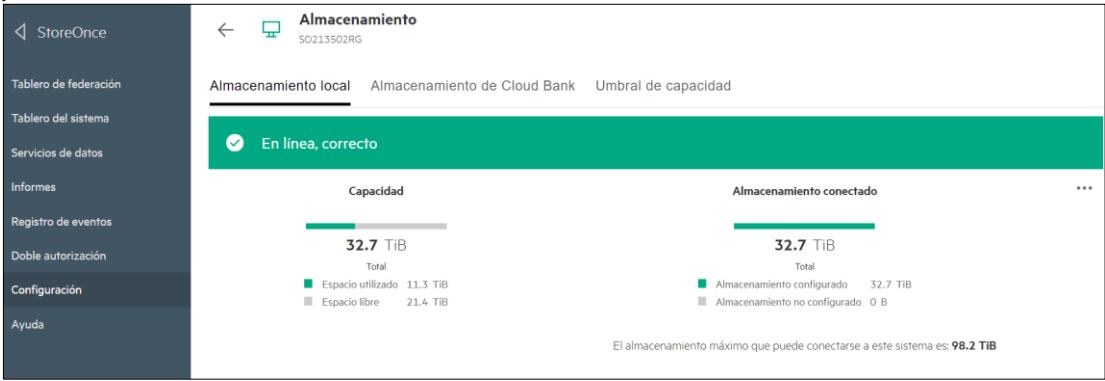 StoreOnce
Tablero de federación
Tablero del sistema
Servicios de datos
Informes
Registro de eventos
Doble autorización
Configuración
Ayuda
Almacenamiento
SO213502RG
Almacenamiento local Almacenamiento de Cloud Bank Umbral de capacidad
En línea, correcto
Capacidad
32.7 TiB
Total
Espacio utilizado 11.3 TiB
Espacio libre 21.4 TiB
Almacenamiento conectado
32.7 TiB
Total
Almacenamiento configurado 32.7 TiB
Almacenamiento no configurado 0 B
El almacenamiento máximo que puede conectarse a este sistema es: 98.2 TiB